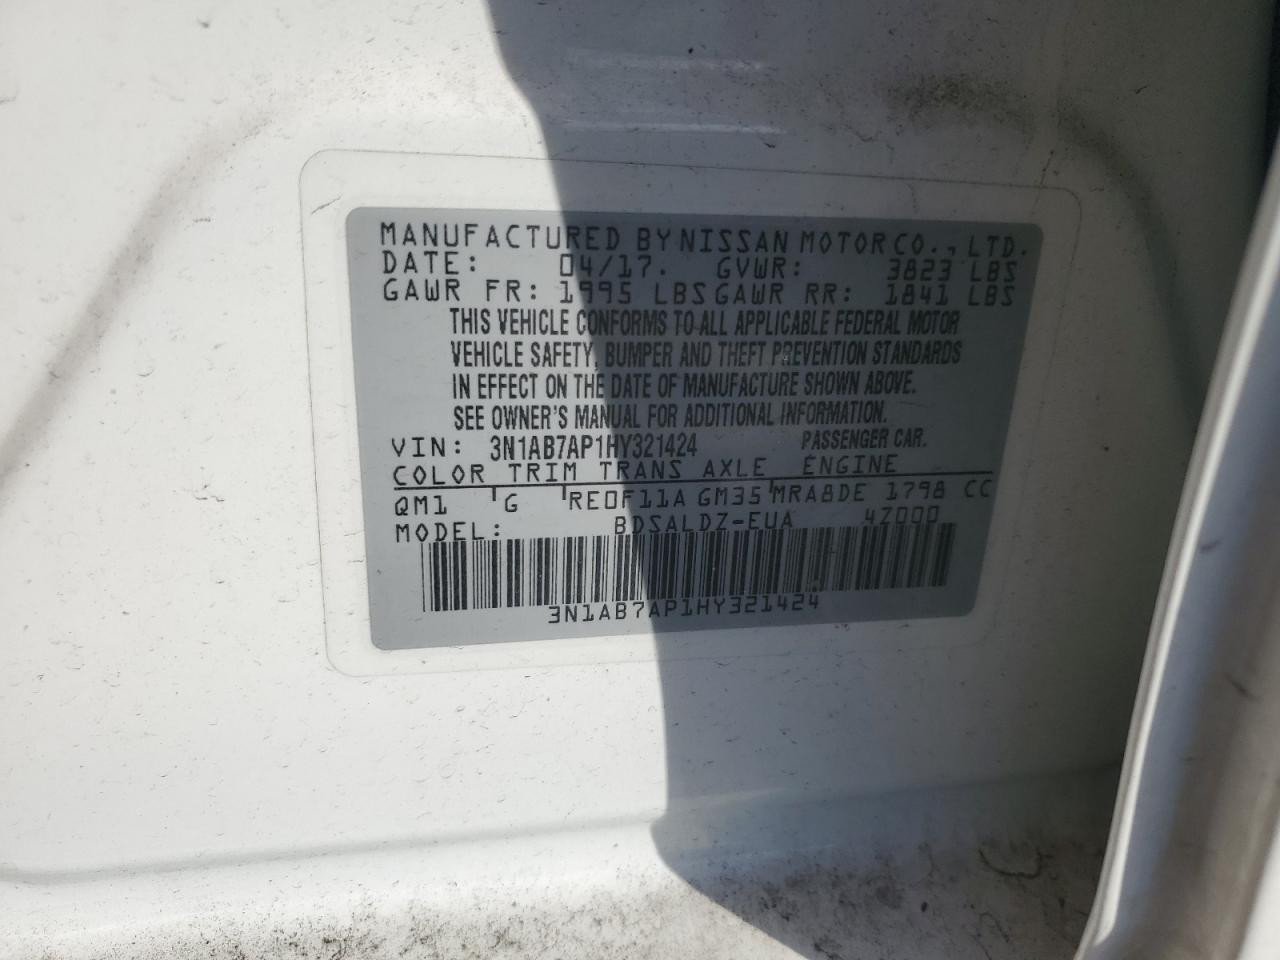 MANUFACTURED BY NISSAN MOTOR CO., LTD.
DATE: 04/17. GVWR: 3823 LBS
GAWR FR: 1995 LBS GAWR RR: 1841 LBS
THIS VEHICLE CONFORMS TO ALL APPLICABLE FEDERAL MOTOR
VEHICLE SAFETY, BUMPER AND THEFT PREVENTION STANDARDS
IN EFFECT ON THE DATE OF MANUFACTURE SHOWN ABOVE.
SEE OWNER'S MANUAL FOR ADDITIONAL INFORMATION.
VIN: 3N1AB7AP1HY321424 PASSENGER CAR.
COLOR TRIM TRANS AXLE ENGINE
QM1 G RE0F11A GM35 MRA8DE 1798 CC
MODEL: BDSALDZ-EUA 4Z000
3N1AB7AP1HY321424